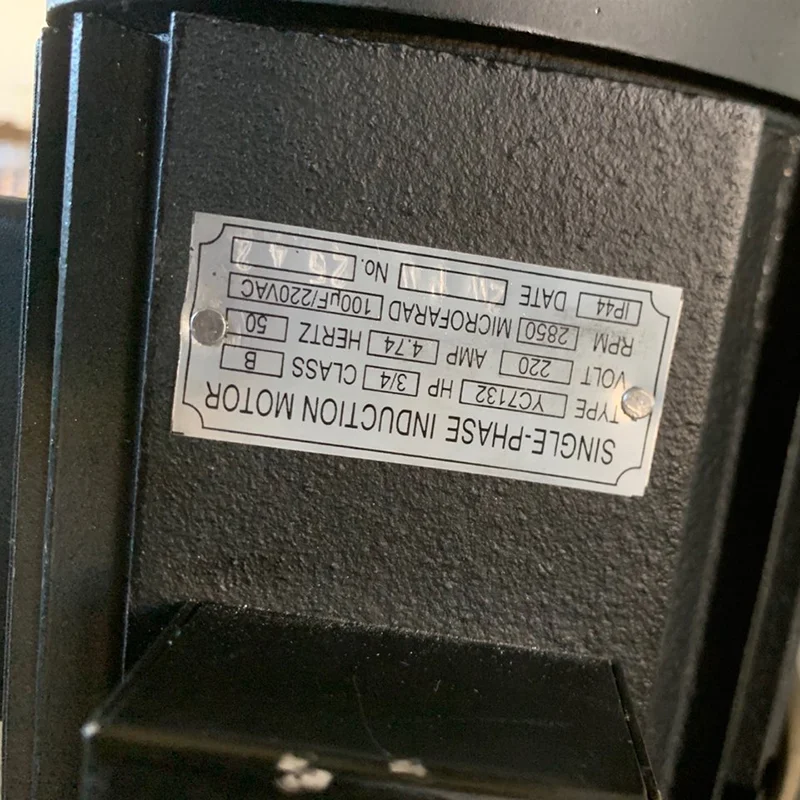 SINGLE-PHASE INDUCTION MOTOR
TYPE YC7132 HP 3/4 CLASS B
VOLT 220 AMP 4.74 HERTZ 50
RPM 2850 MICROFARAD 100µF/220VAC
IP44 DATE No.